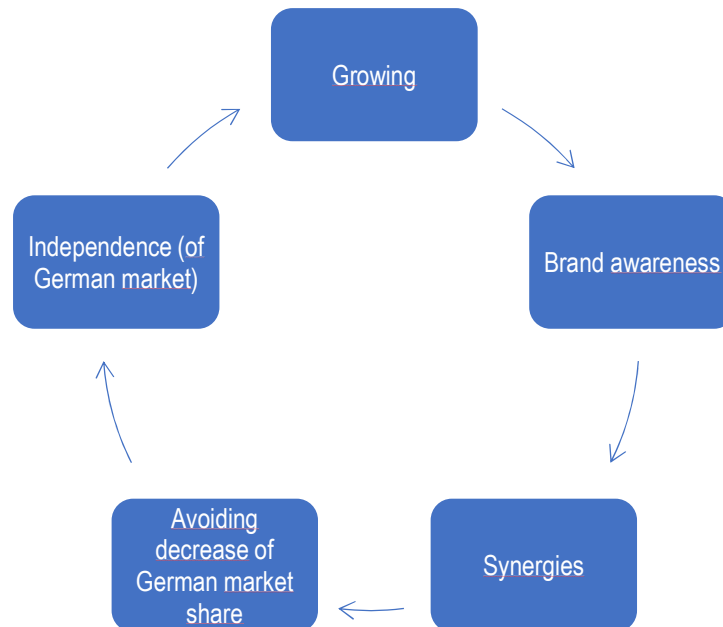 Growing
Brand awareness
Synergies
Avoiding
decrease of
German market
share
Independence (of
German market)